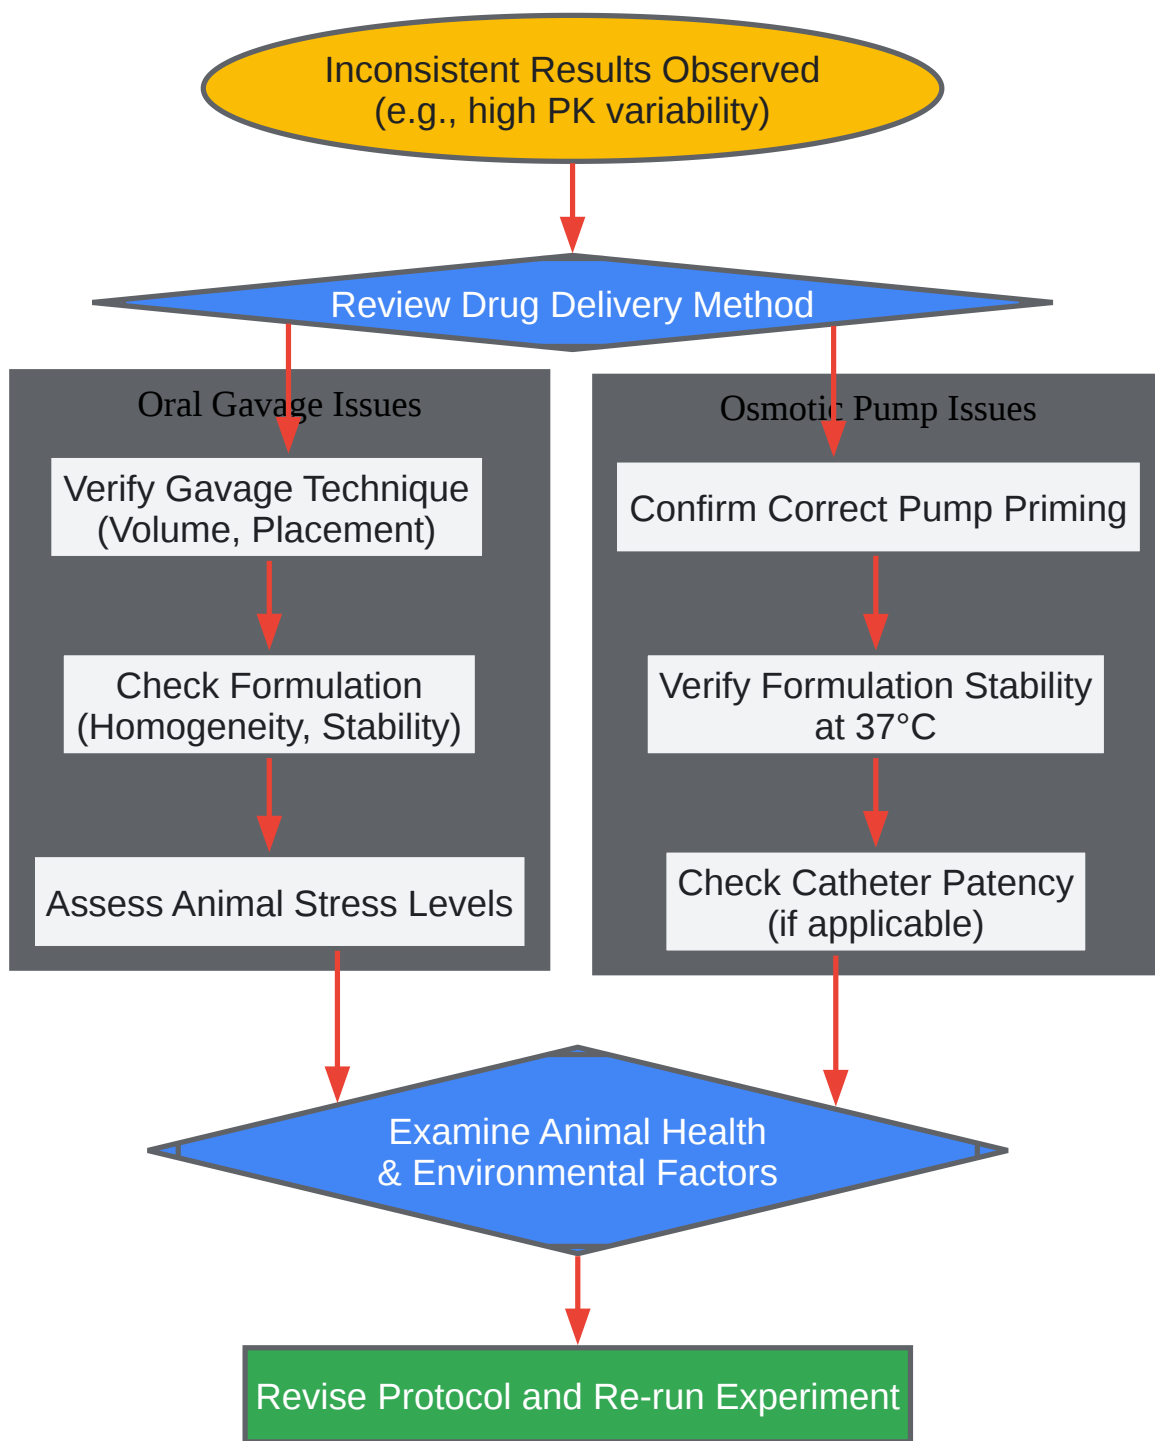 Inconsistent Results Observed
(e.g., high PK variability)
Review Drug Delivery Method
Oral Gavage Issues
Verify Gavage Technique
(Volume, Placement)
Check Formulation
(Homogeneity, Stability)
Assess Animal Stress Levels
Osmotic Pump Issues
Confirm Correct Pump Priming
Verify Formulation Stability
at 37°C
Check Catheter Patency
(if applicable)
Examine Animal Health
& Environmental Factors
Revise Protocol and Re-run Experiment